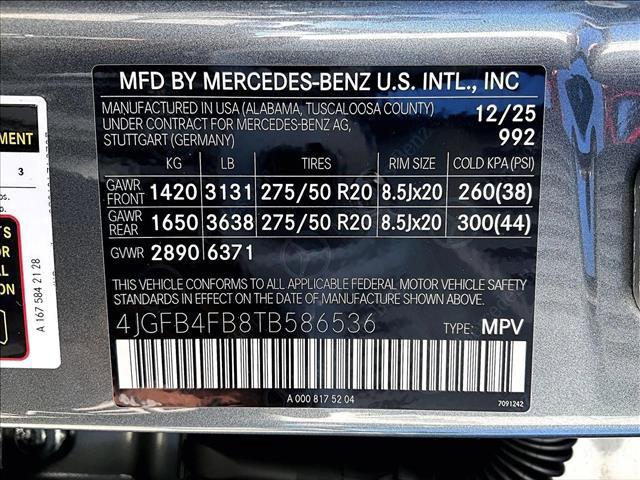 MFD BY MERCEDES-BENZ U.S. INTL., INC
MANUFACTURED IN USA (ALABAMA, TUSCALOOSA COUNTY) 12/25
UNDER CONTRACT FOR MERCEDES-BENZ AG, 992
STUTTGART (GERMANY)
KG LB TIRES RIM SIZE COLD KPA (PSI)
GAWR FRONT 1420 3131 275/50 R20 8.5Jx20 260(38)
GAWR REAR 1650 3638 275/50 R20 8.5Jx20 300(44)
GVWR 2890 6371
THIS VEHICLE CONFORMS TO ALL APPLICABLE FEDERAL MOTOR VEHICLE SAFETY
STANDARDS IN EFFECT ON THE DATE OF MANUFACTURE SHOWN ABOVE.
4JGFB4FB8TB586536 TYPE: MPV
A 000 817 52 04
7091242
3
A 167 584 21 28